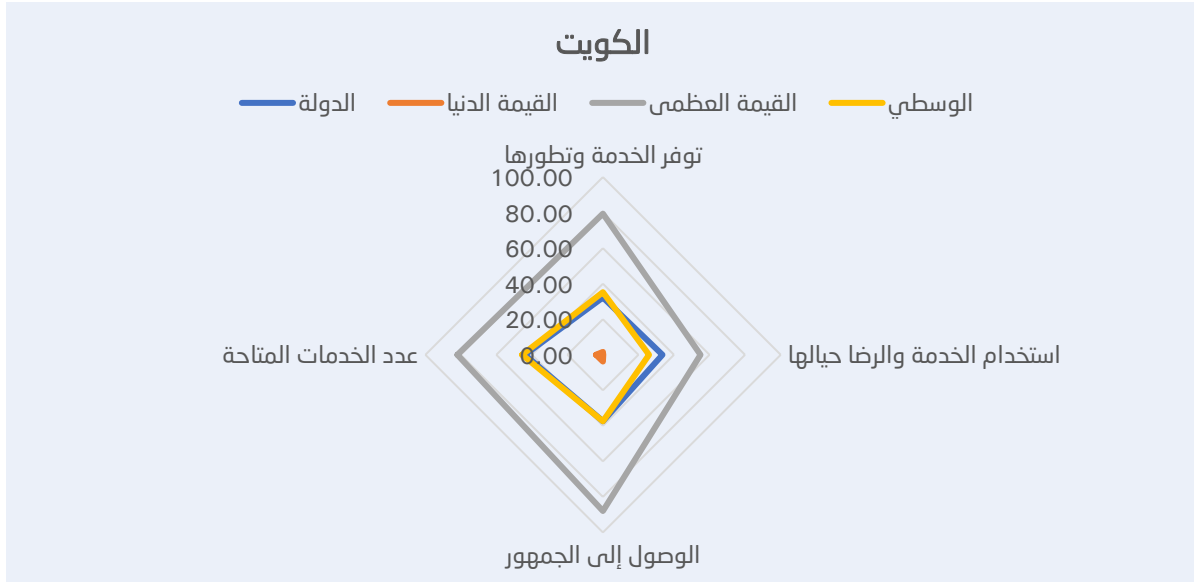 الكويت
الدولة القيمة الدنيا القيمة العظمى الوسطي
توفر الخدمة وتطورها
100.00
80.00
60.00
40.00
20.00
0.00
استخدام الخدمة والرضا حيالها
عدد الخدمات المتاحة
الوصول إلى الجمهور